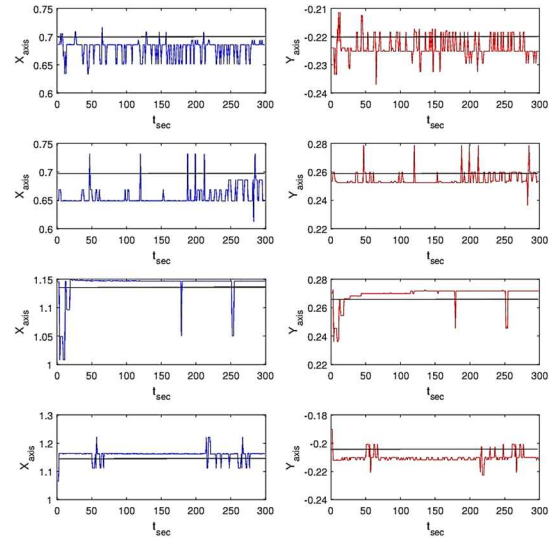 0.75 0.7 0.65 0.6 X_axis 0 50 100 150 200 250 300 t_sec
-0.21 -0.22 -0.23 -0.24 Y_axis 0 50 100 150 200 250 300 t_sec
0.75 0.7 0.65 0.6 X_axis 0 50 100 150 200 250 300 t_sec
0.28 0.26 0.24 0.22 Y_axis 0 50 100 150 200 250 300 t_sec
1.15 1.1 1.05 1 X_axis 0 50 100 150 200 250 300 t_sec
0.28 0.26 0.24 0.22 Y_axis 0 50 100 150 200 250 300 t_sec
1.3 1.2 1.1 1 X_axis 0 50 100 150 200 250 300 t_sec
-0.18 -0.2 -0.22 -0.24 Y_axis 0 50 100 150 200 250 300 t_sec